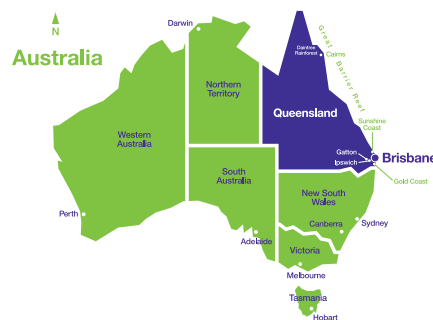 N
Australia
Darwin
Daintree
Rainforest
Cairns
Great Barrier Reef
Northern
Territory
Queensland
Western
Australia
Sunshine
Coast
Gatton
Ipswich
Brisbane
Gold Coast
South
Australia
New South
Wales
Perth
Canberra
Sydney
Adelaide
Victoria
Melbourne
Tasmania
Hobart